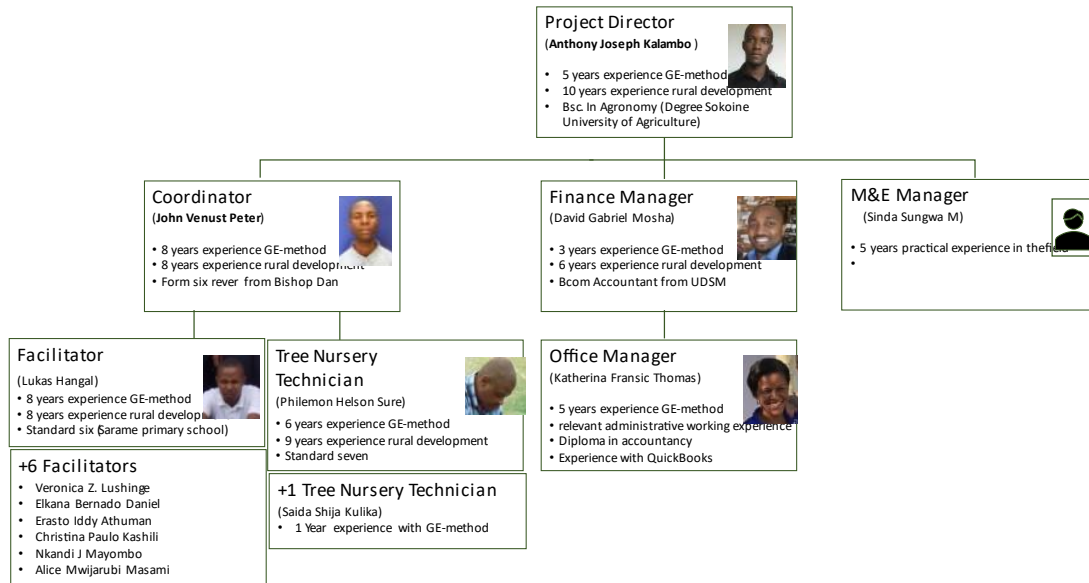 Project Director
(Anthony Joseph Kalambo )
• 5 years experience GE-method
• 10 years experience rural development
• Bsc. In Agronomy (Degree Sokoine
University of Agriculture)
Coordinator
(John Venust Peter)
• 8 years experience GE-method
• 8 years experience rural development
• Form six rever from Bishop Dan
Finance Manager
(David Gabriel Mosha)
• 3 years experience GE-method
• 6 years experience rural development
• Bcom Accountant from UDSM
M&E Manager
(Sinda Sungwa M)
• 5 years practical experience in thefield
•
Facilitator
(Lukas Hangal)
• 8 years experience GE-method
• 8 years experience rural develop
• Standard six (Sarame primary school)
Tree Nursery
Technician
(Philemon Helson Sure)
• 6 years experience GE-method
• 9 years experience rural development
• Standard seven
Office Manager
(Katherina Fransic Thomas)
• 5 years experience GE-method
• relevant administrative working experience
• Diploma in accountancy
• Experience with QuickBooks
+6 Facilitators
• Veronica Z. Lushinge
• Elkana Bernado Daniel
• Erasto Iddy Athuman
• Christina Paulo Kashili
• Nkandi J Mayombo
• Alice Mwijarubi Masami
+1 Tree Nursery Technician
(Saida Shija Kulika)
• 1 Year experience with GE-method